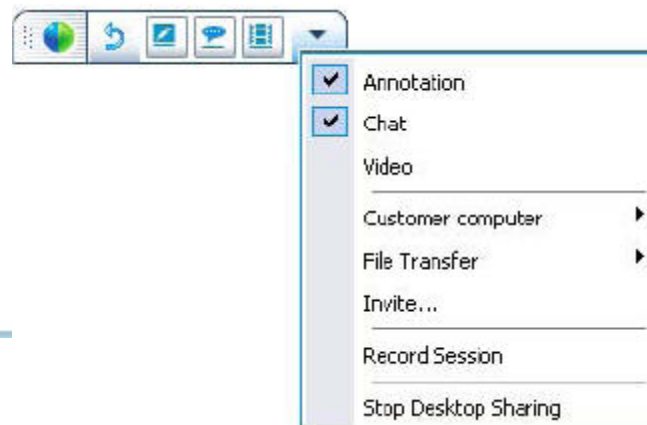 Annotation
Chat
Video
Customer computer
File Transfer
Invite...
Record Session
Stop Desktop Sharing